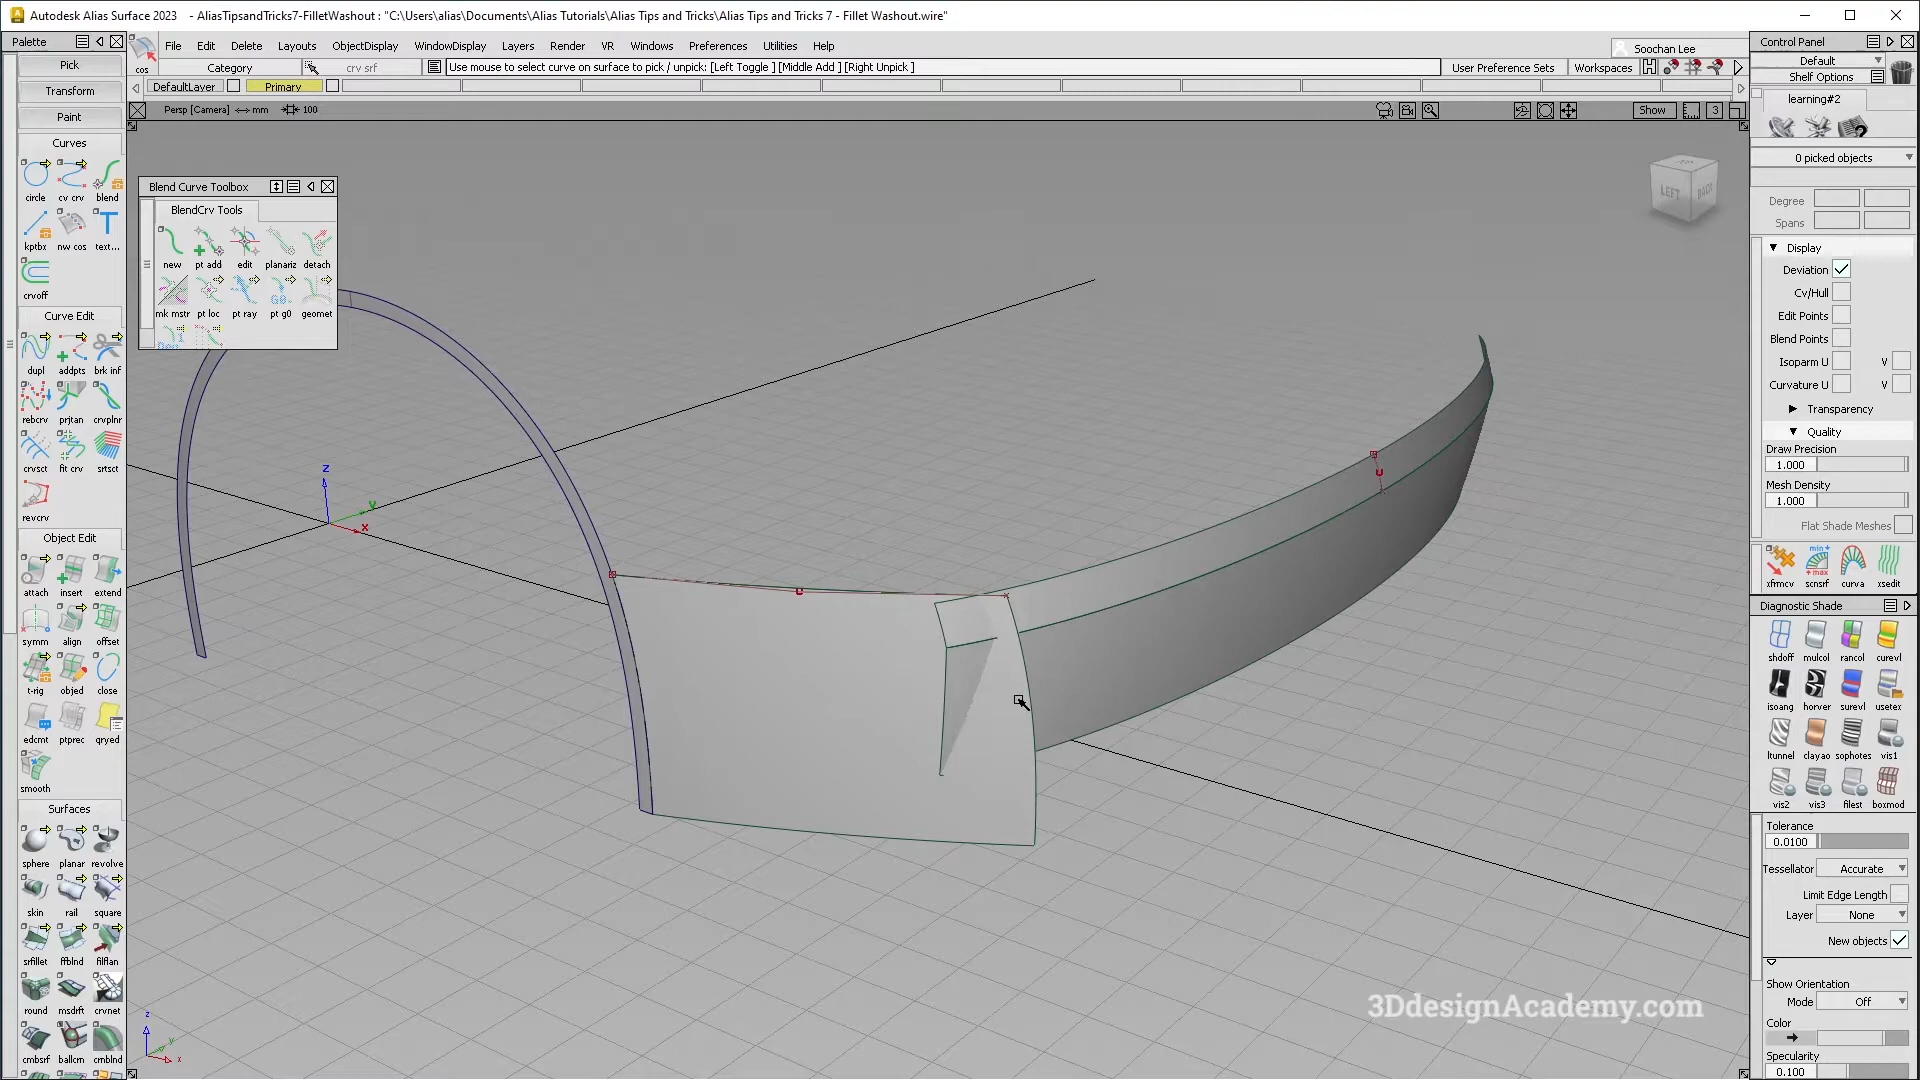 Autodesk Alias Surface 2023 - AliasTipsandTricks7-FilletWashout : "C:\Users\alias\Documents\Alias Tutorials\Alias Tips and Tricks\Alias Tips and Tricks 7 - Fillet Washout.wire"
Palette
File Edit Delete Layouts ObjectDisplay WindowDisplay Layers Render VR Windows Preferences Utilities Help
Soochan Lee
cos
Category
crv srf
Use mouse to select curve on surface to pick / unpick: [Left Toggle ] [Middle Add ] [Right Unpick ]
User Preference Sets
Workspaces
DefaultLayer
Primary
Persp [Camera] mm 100
Show
3
Pick
Transform
Paint
Curves
circle cv crv blend
kptbx nw cos text...
crvoff
Curve Edit
dupl addpts brk inf
rebcrv prjtan crvplnr
crvsct fit crv srtsct
revcrv
Object Edit
attach insert extend
symm align offset
t-rig objed close
edcmt ptprec qryed
smooth
Surfaces
sphere planar revolve
skin rail square
srfillet ffblnd filflan
round msdrft crvnet
cmbsrf ballcrn cmblnd
Blend Curve Toolbox
BlendCrv Tools
new pt add edit planariz detach
mk mstr pt loc pt ray pt g0 geomet
G0.
LEFT
BACK
z
y
x
U
U
z
y
x
3DdesignAcademy.com
Control Panel
Default
Shelf Options
learning#2
0 picked objects
Degree
Spans
Display
Deviation
Cv/Hull
Edit Points
Blend Points
Isoparm U V
Curvature U V
Transparency
Quality
Draw Precision
1.000
Mesh Density
1.000
Flat Shade Meshes
min
max
xfrmcv scnsrf curva xsedit
Diagnostic Shade
shdoff mulcol rancol curevl
isoang horver surevl usetex
ltunnel clayao sophotes vis1
vis2 vis3 filest boxmod
Tolerance
0.0100
Tessellator Accurate
Limit Edge Length
Layer None
New objects
Show Orientation
Mode Off
Color
Specularity
0.100